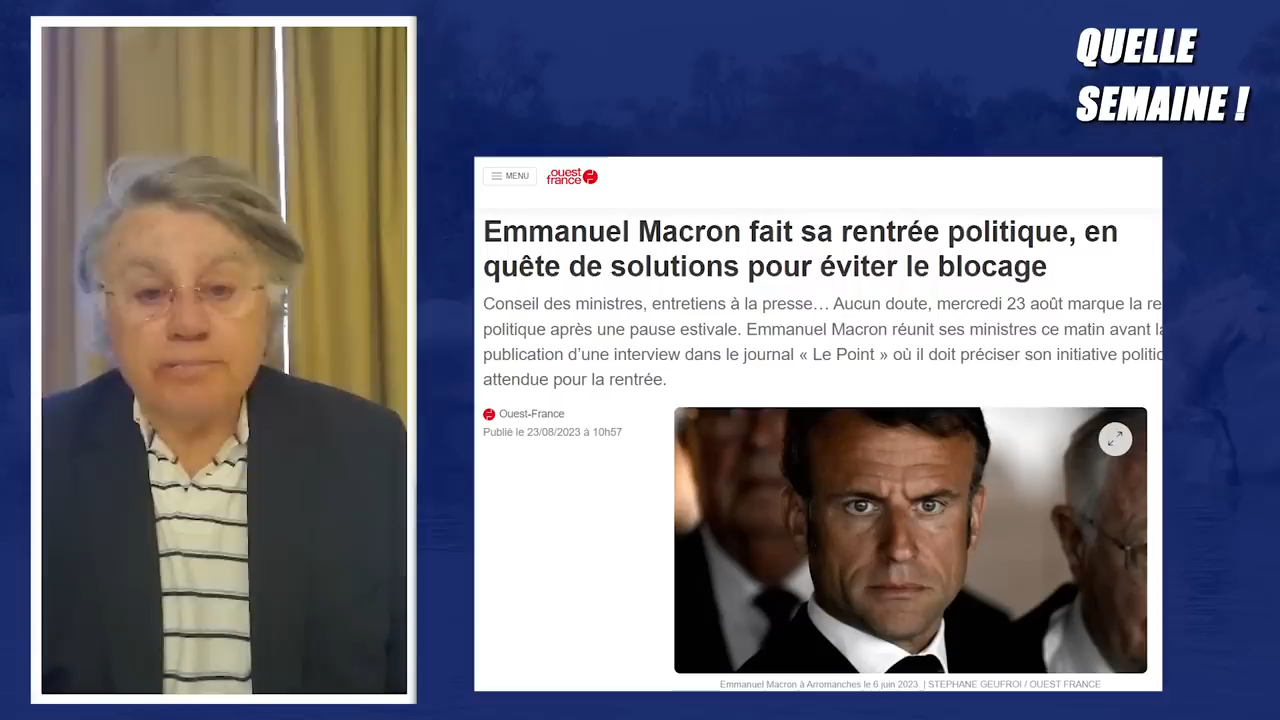 QUELLE
SEMAINE !
MENU
ouest
france
Emmanuel Macron fait sa rentrée politique, en
quête de solutions pour éviter le blocage
Conseil des ministres, entretiens à la presse… Aucun doute, mercredi 23 août marque la re
politique après une pause estivale. Emmanuel Macron réunit ses ministres ce matin avant la
publication d'une interview dans le journal « Le Point » où il doit préciser son initiative politic
attendue pour la rentrée.
Ouest-France
Publié le 23/08/2023 à 10h57
Emmanuel Macron à Arromanches le 6 juin 2023. | STEPHANE GEUFROI / OUEST FRANCE